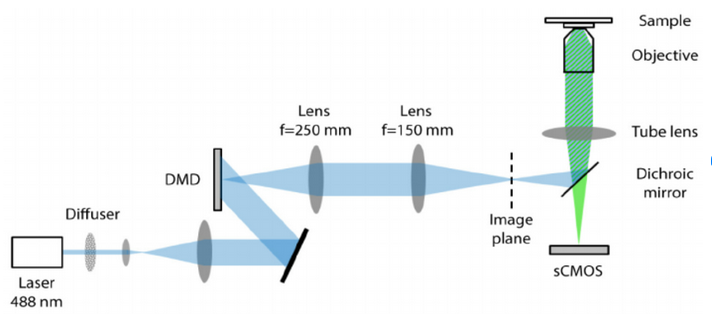 Sample
Objective
Lens
f=250 mm
Lens
f=150 mm
Tube lens
DMD
Dichroic
mirror
Diffuser
Image
plane
sCMOS
Laser
488 nm